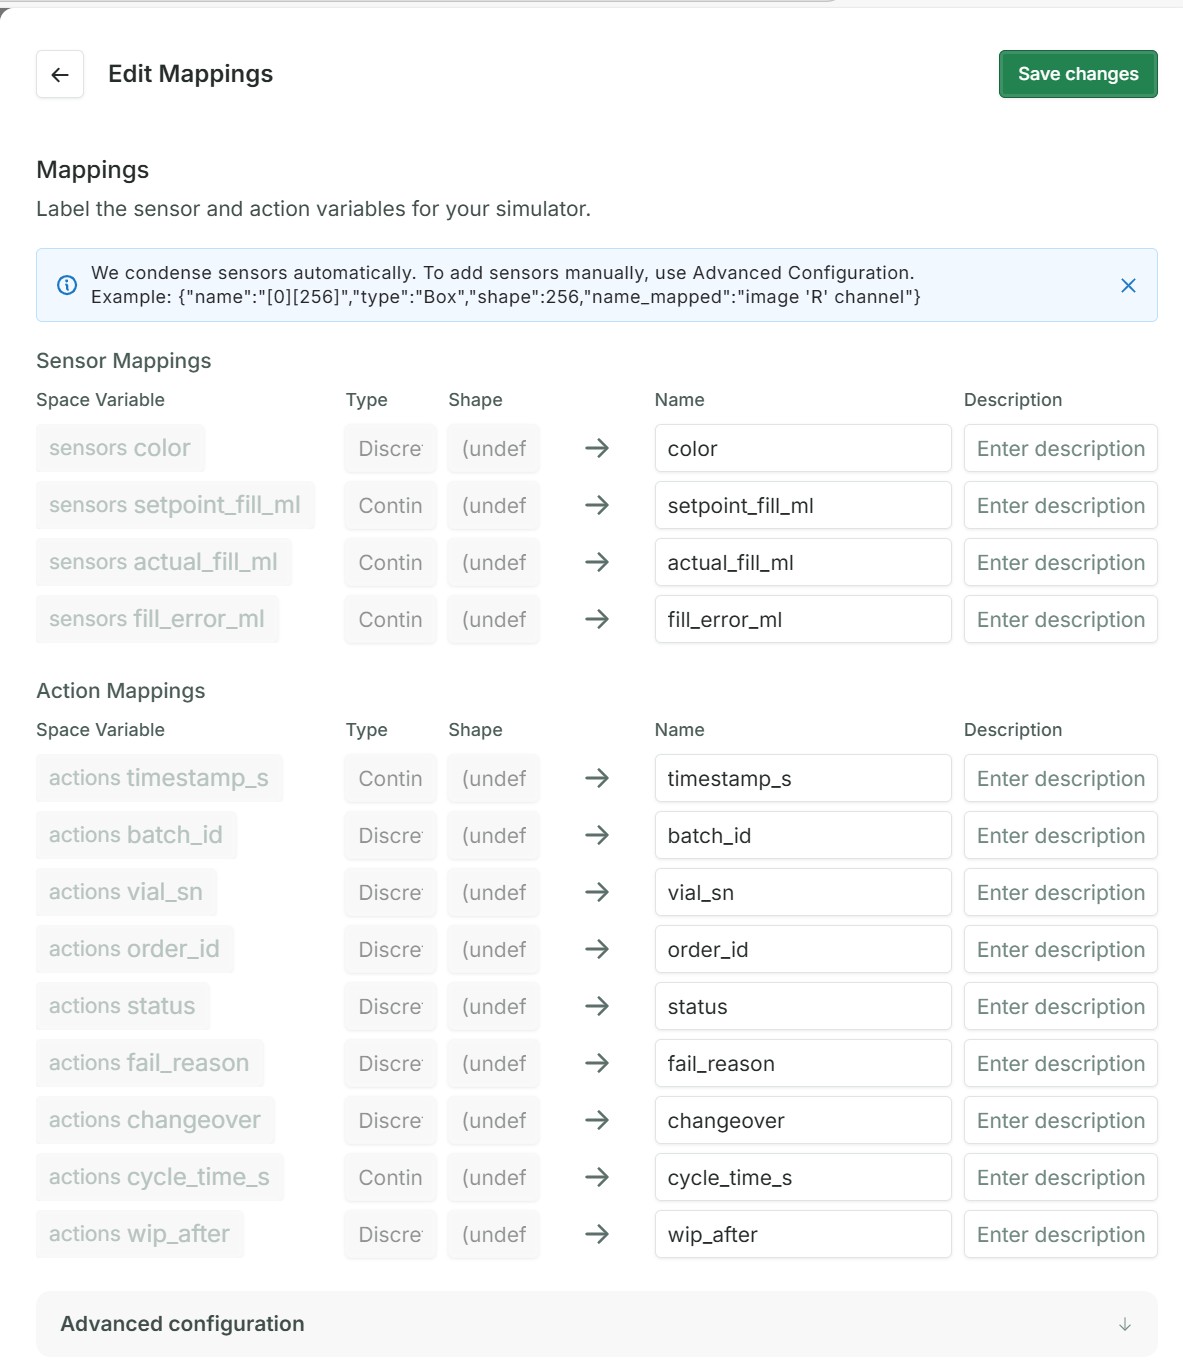 Edit Mappings
Save changes
Mappings
Label the sensor and action variables for your simulator.
We condense sensors automatically. To add sensors manually, use Advanced Configuration.
Example: {"name":"[0][256]","type":"Box","shape":256,"name_mapped":"image 'R' channel"}
Sensor Mappings
Space Variable Type Shape Name Description
sensors color Discre (undef color Enter description
sensors setpoint_fill_ml Contin (undef setpoint_fill_ml Enter description
sensors actual_fill_ml Contin (undef actual_fill_ml Enter description
sensors fill_error_ml Contin (undef fill_error_ml Enter description
Action Mappings
Space Variable Type Shape Name Description
actions timestamp_s Contin (undef timestamp_s Enter description
actions batch_id Discre (undef batch_id Enter description
actions vial_sn Discre (undef vial_sn Enter description
actions order_id Discre (undef order_id Enter description
actions status Discre (undef status Enter description
actions fail_reason Discre (undef fail_reason Enter description
actions changeover Discre (undef changeover Enter description
actions cycle_time_s Contin (undef cycle_time_s Enter description
actions wip_after Discre (undef wip_after Enter description
Advanced configuration